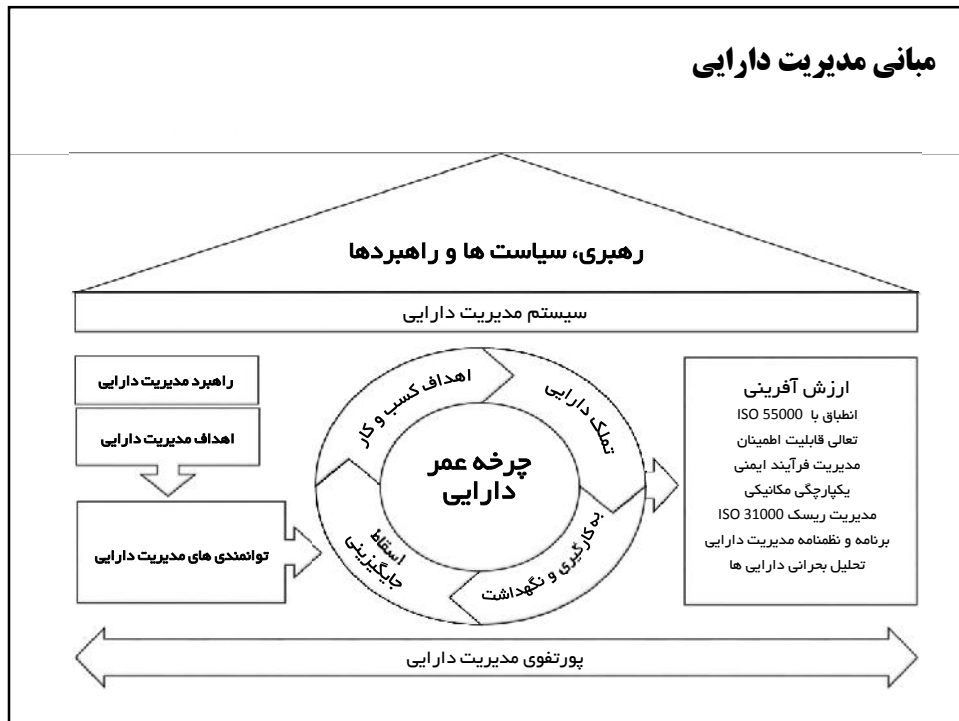 مبانی مدیریت دارایی
رهبری، سیاست ها و راهبردها
سیستم مدیریت دارایی
راهبرد مدیریت دارایی
اهداف مدیریت دارایی
توانمندی های مدیریت دارایی
چرخه عمر
دارایی
اهداف کسب و کار
تملک دارایی
به کارگیری و نگهداشت
اسقاط
جایگیزینی
ارزش آفرینی
انطباق با ISO 55000
تعالی قابلیت اطمینان
مدیریت فرآیند ایمنی
یکپارچگی مکانیکی
مدیریت ریسک ISO 31000
برنامه و نظمنامه مدیریت دارایی
تحلیل بحرانی دارایی ها
پورتفوی مدیریت دارایی